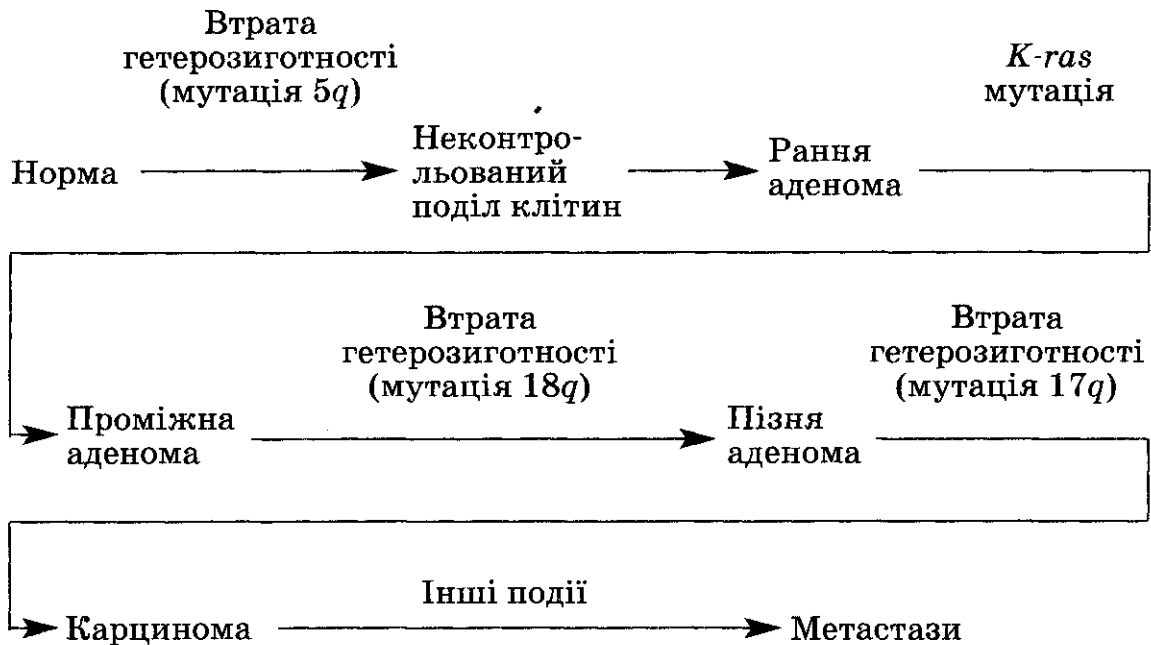 Втрата
гетерозиготності
(мутація 5q)
K-ras
мутація
Норма
Неконтро-
льований
поділ клітин
Рання
аденома
Втрата
гетерозиготності
(мутація 18q)
Втрата
гетерозиготності
(мутація 17q)
Проміжна
аденома
Пізня
аденома
Інші події
Карцинома
Метастази